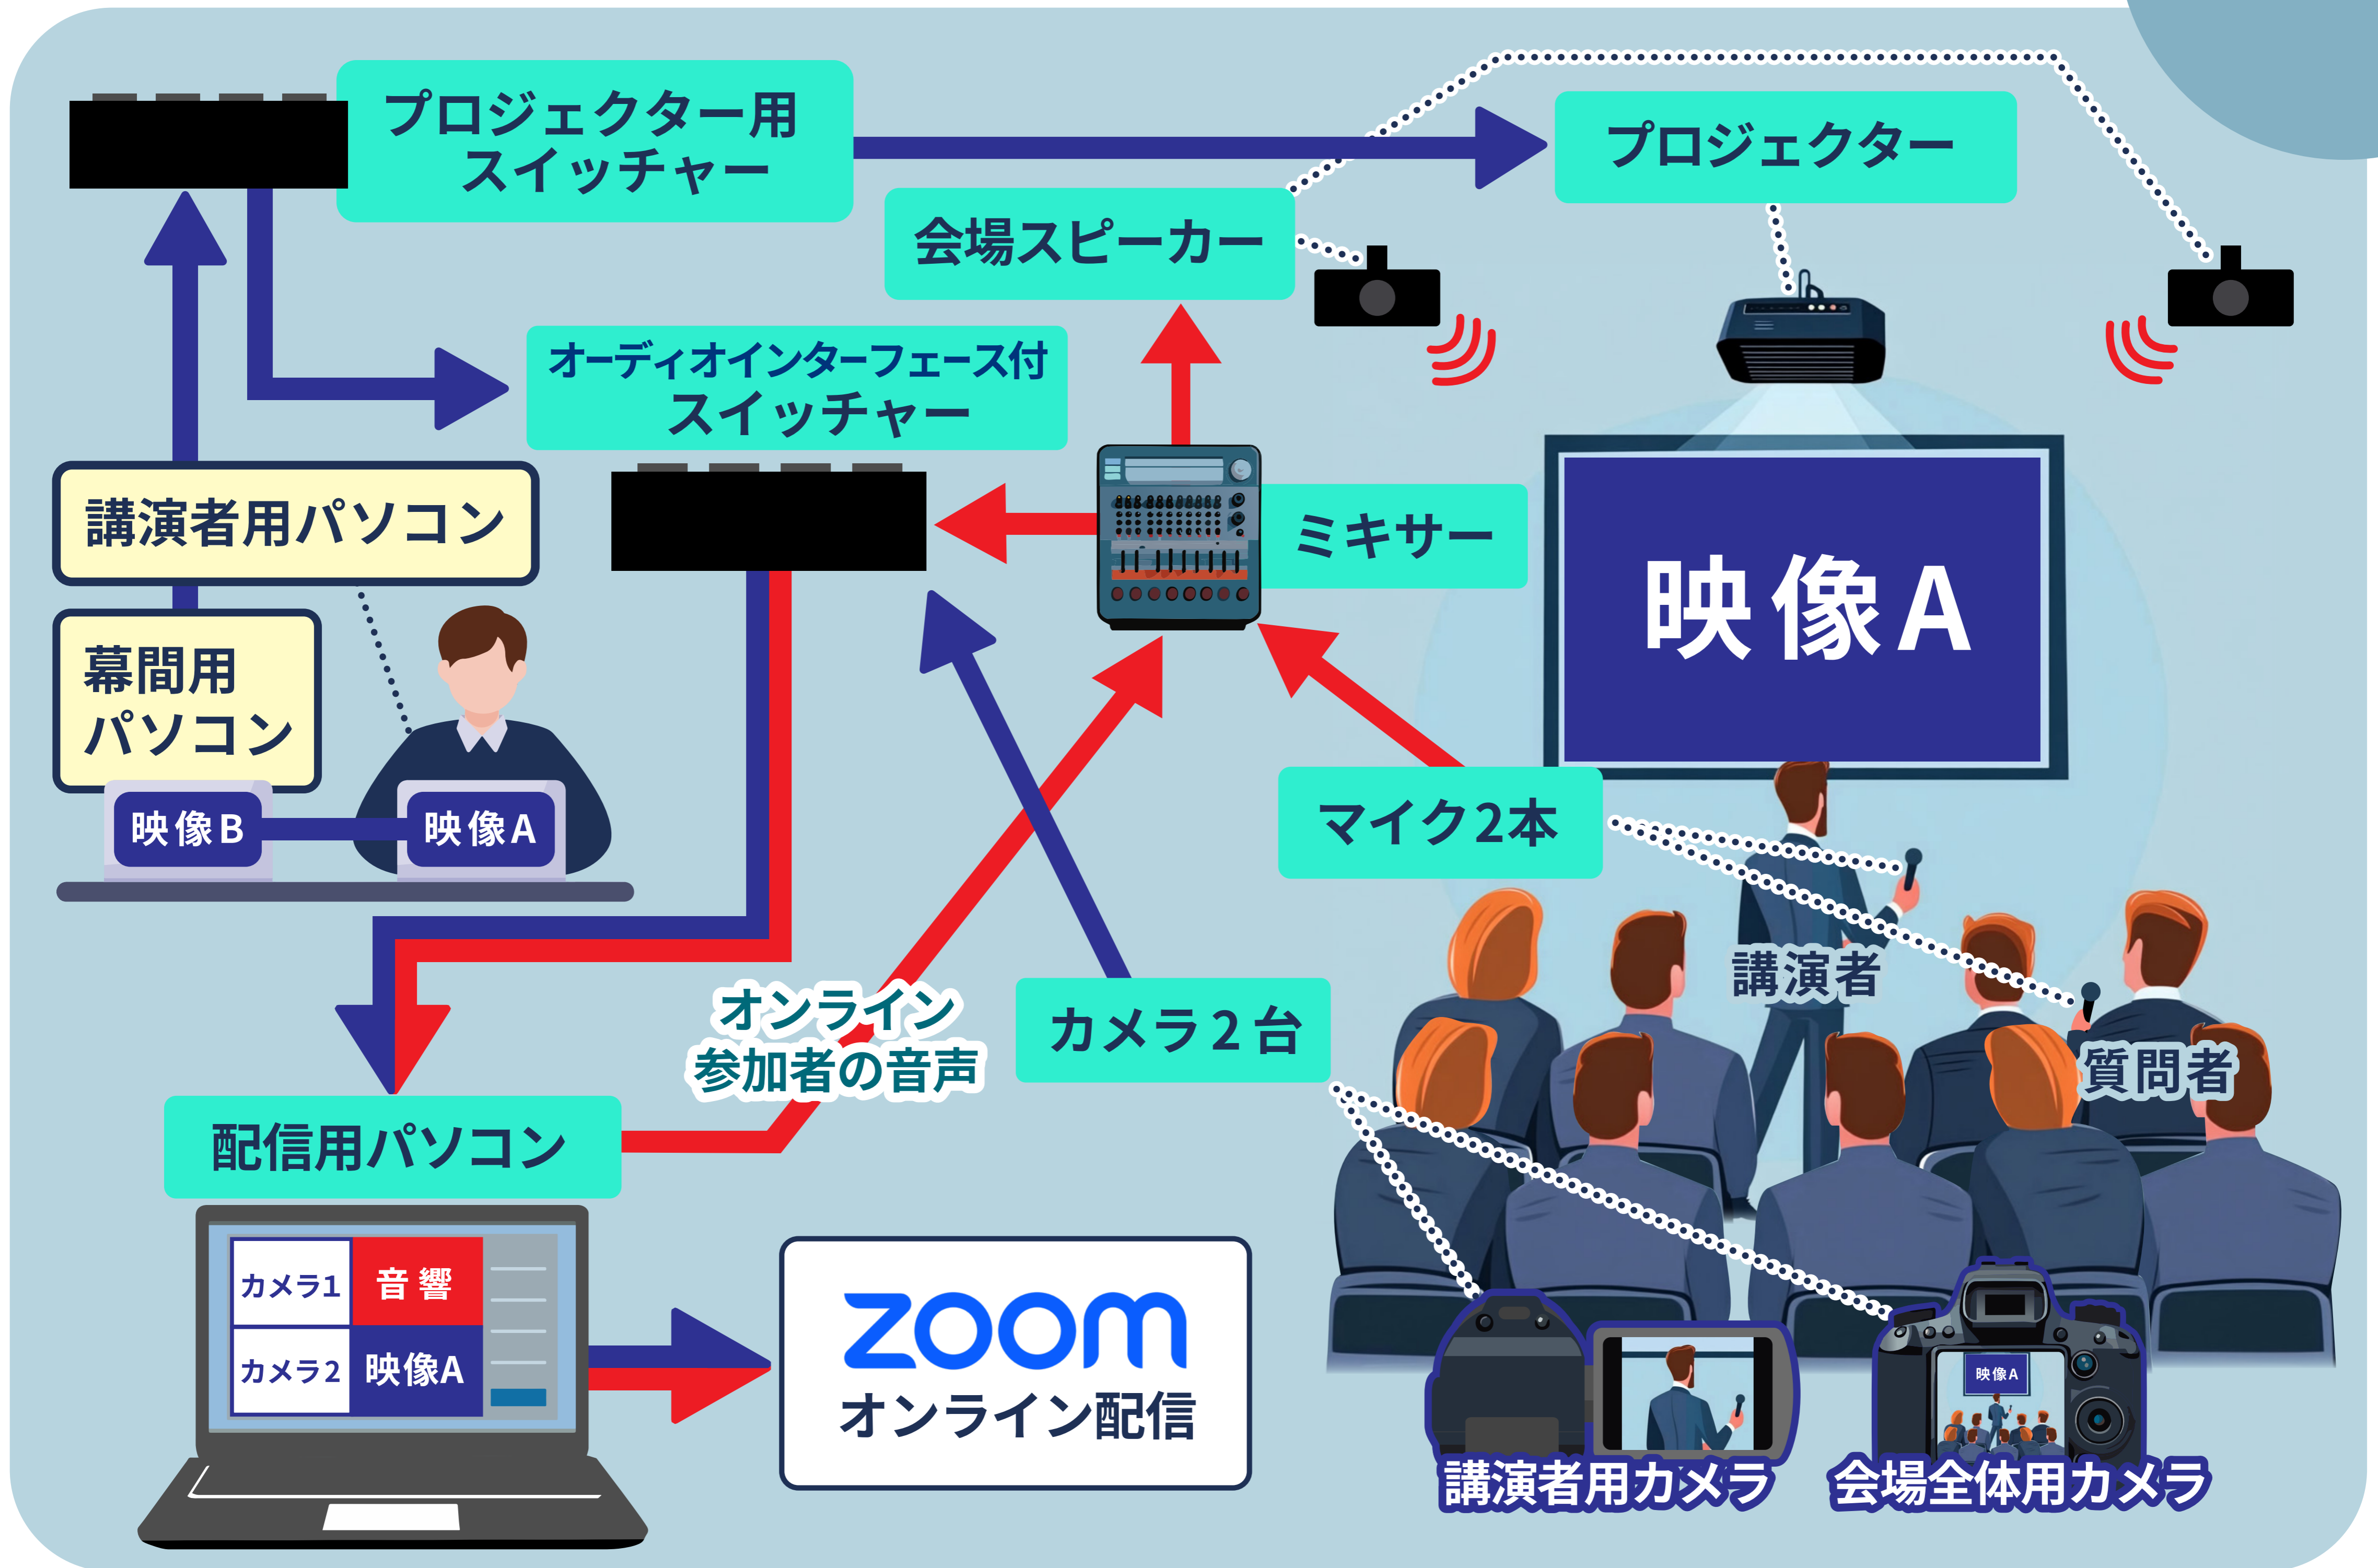 プロジェクター用
スイッチャー
プロジェクター
会場スピーカー
オーディオインターフェース付
スイッチャー
講演者用パソコン
ミキサー
映像A
幕間用
パソコン
映像B
映像A
マイク2本
講演者
オンライン
参加者の音声
カメラ2台
質問者
配信用パソコン
カメラ1
音響
カメラ2
映像A
zoom
オンライン配信
映像A
講演者用カメラ
会場全体用カメラ